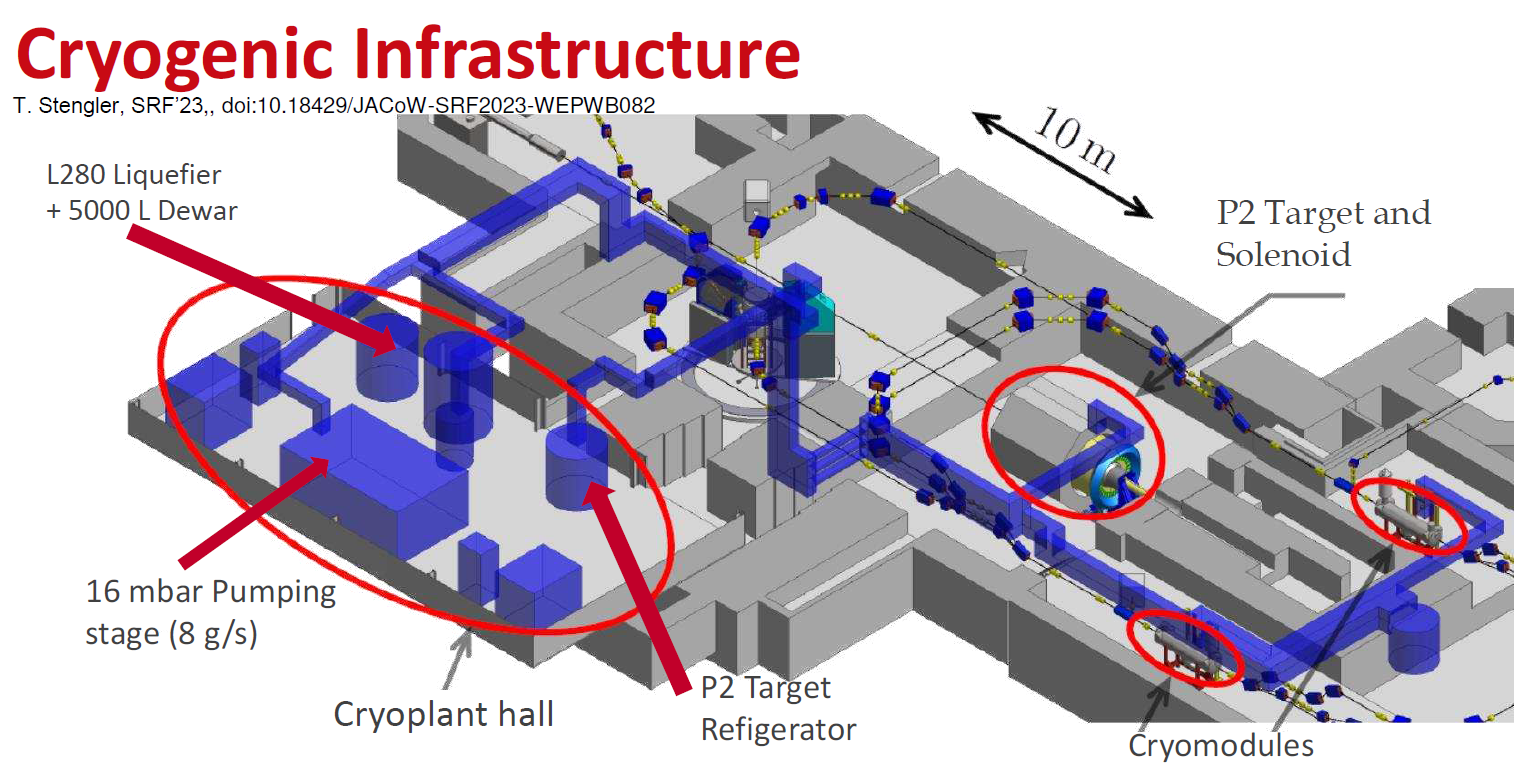 Cryogenic Infrastructure
T. Stengler, SRF'23,, doi:10.18429/JACoW-SRF2023-WEPWB082
L280 Liquefier
+ 5000 L Dewar
10 m
P2 Target and
Solenoid
16 mbar Pumping
stage (8 g/s)
Cryoplant hall
P2 Target
Refigerator
Cryomodules